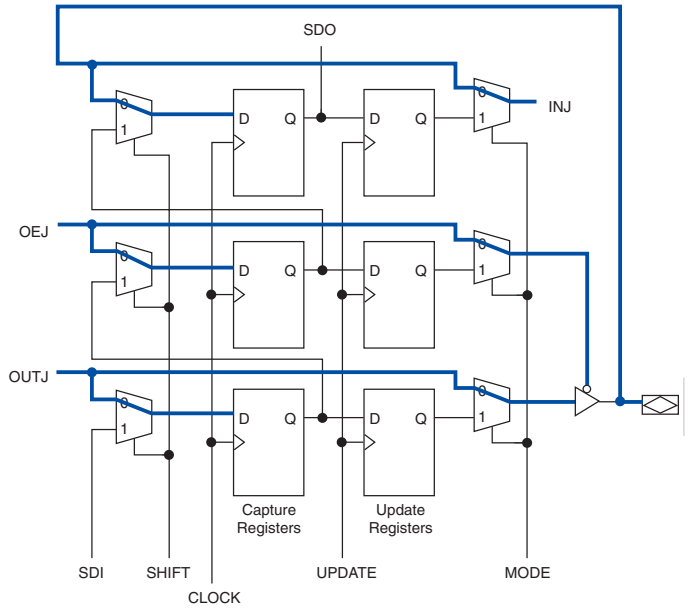 SDO
0
1
D Q
D Q
0
1
INJ
OEJ
0
1
D Q
D Q
0
1
OUTJ
0
1
D Q
D Q
0
1
Capture
Registers
Update
Registers
SDI
SHIFT
CLOCK
UPDATE
MODE